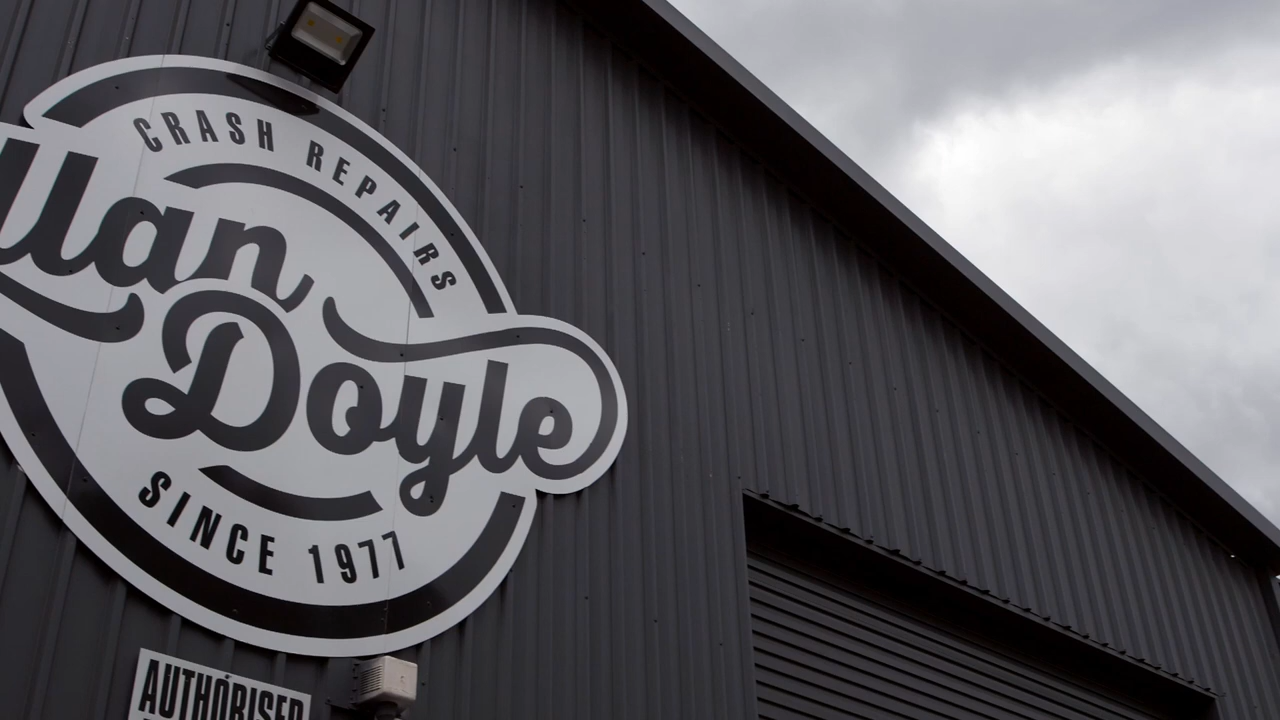 CRASH REPAIRS
llan
Doyle
SINCE 1977
AUTHORISED